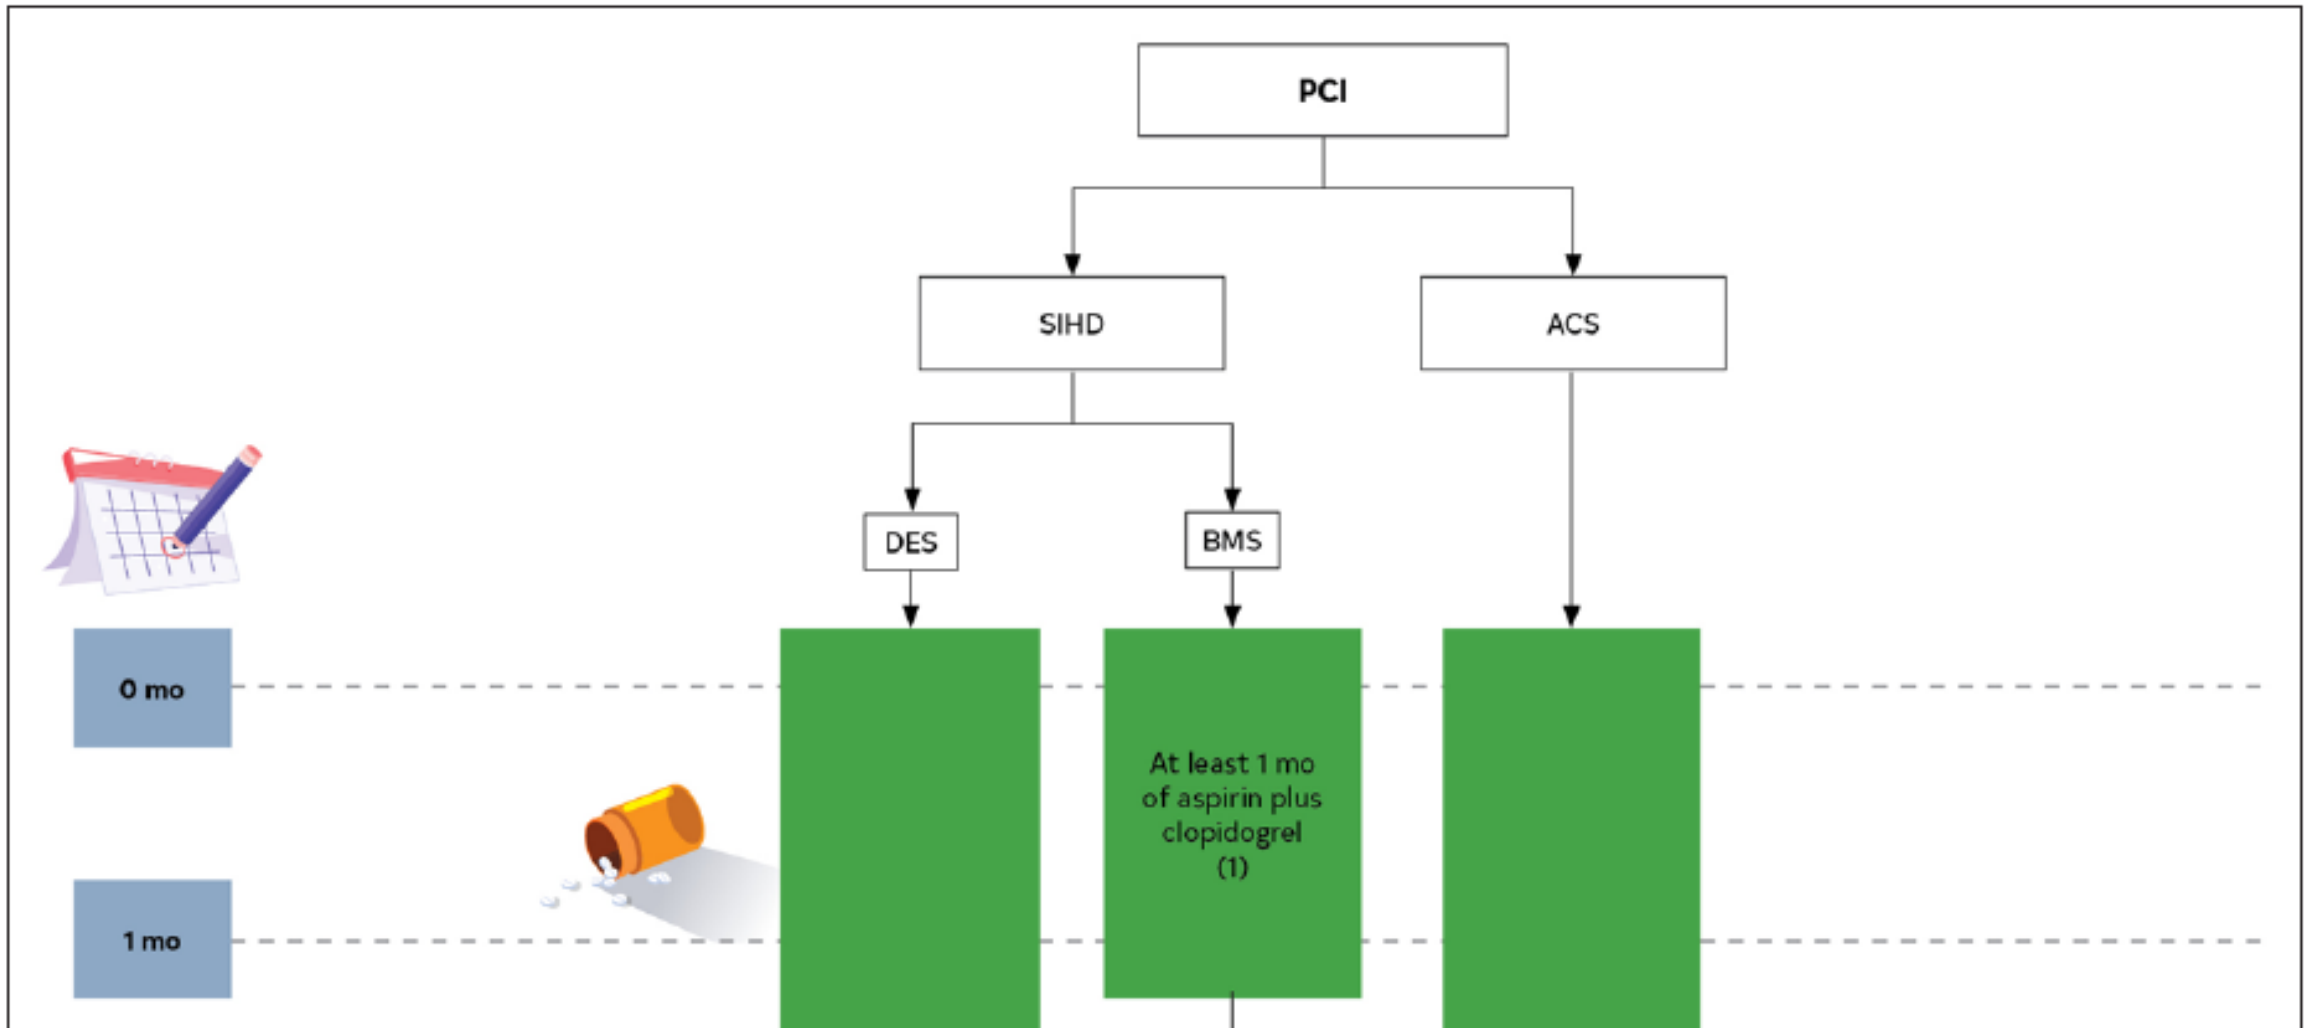 PCI
SIHD
ACS
DES
BMS
0 mo
At least 1 mo
of aspirin plus
clopidogrel
(1)
1 mo